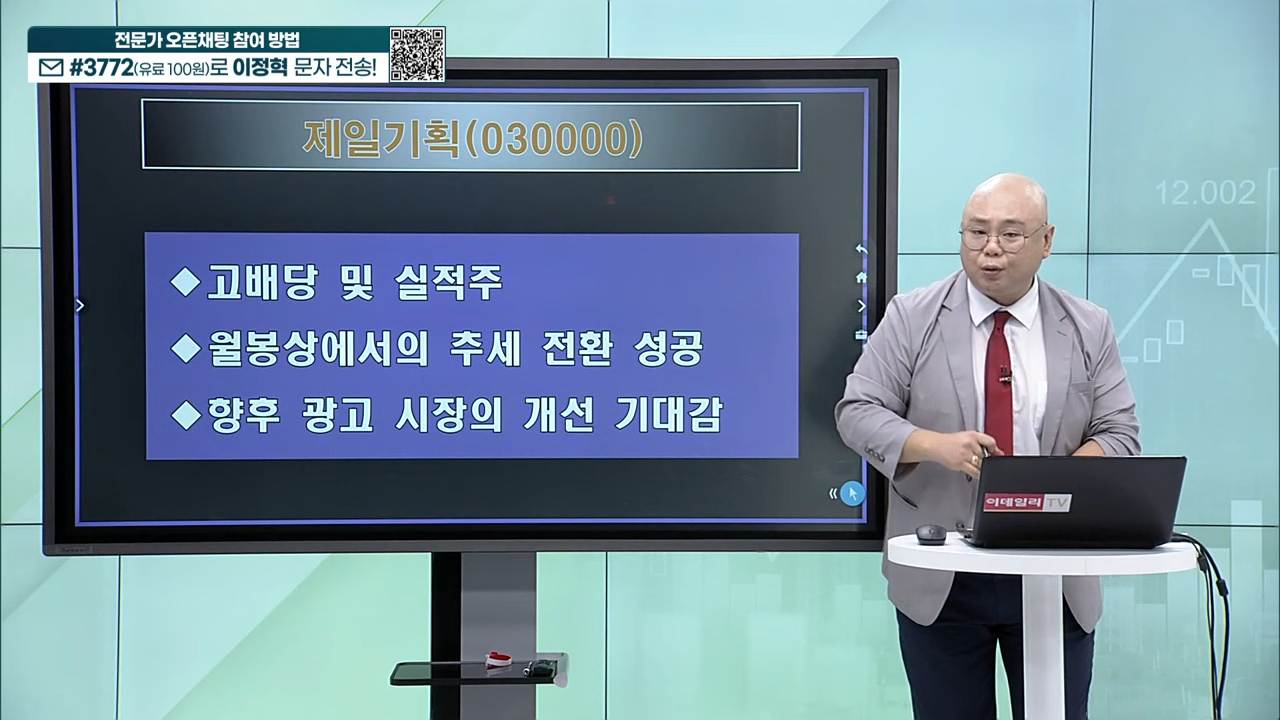 전문가 오픈채팅 참여 방법
#3772(유료 100원)로 이정혁 문자 전송!
제일기획(030000)
◆고배당 및 실적주
◆월봉상에서의 추세 전환 성공
◆향후 광고 시장의 개선 기대감
12.002
이데일리TV